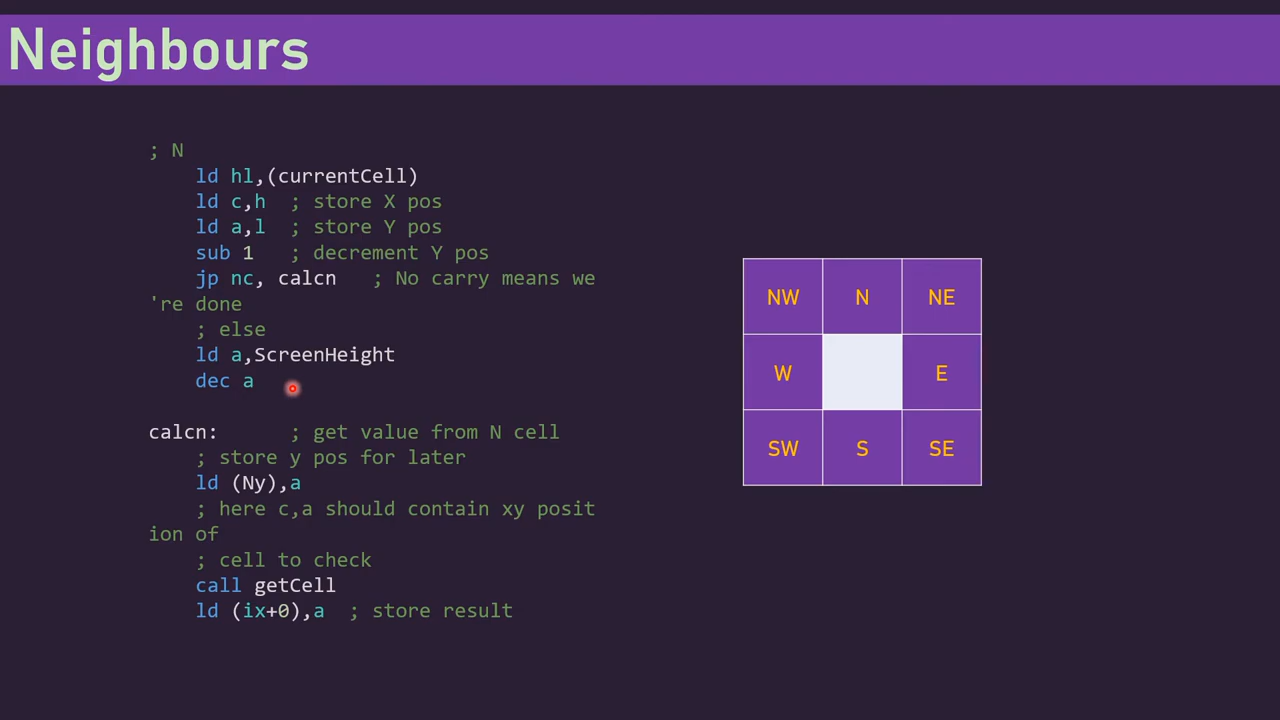 Neighbours
; N
ld hl,(currentCell)
ld c,h  ; store X pos
ld a,l  ; store Y pos
sub 1   ; decrement Y pos
jp nc, calcn   ; No carry means we
're done
; else
ld a,ScreenHeight
dec a
calcn:      ; get value from N cell
; store y pos for later
ld (Ny),a
; here c,a should contain xy posit
ion of
; cell to check
call getCell
ld (ix+0),a  ; store result
NW N NE
W E
SW S SE